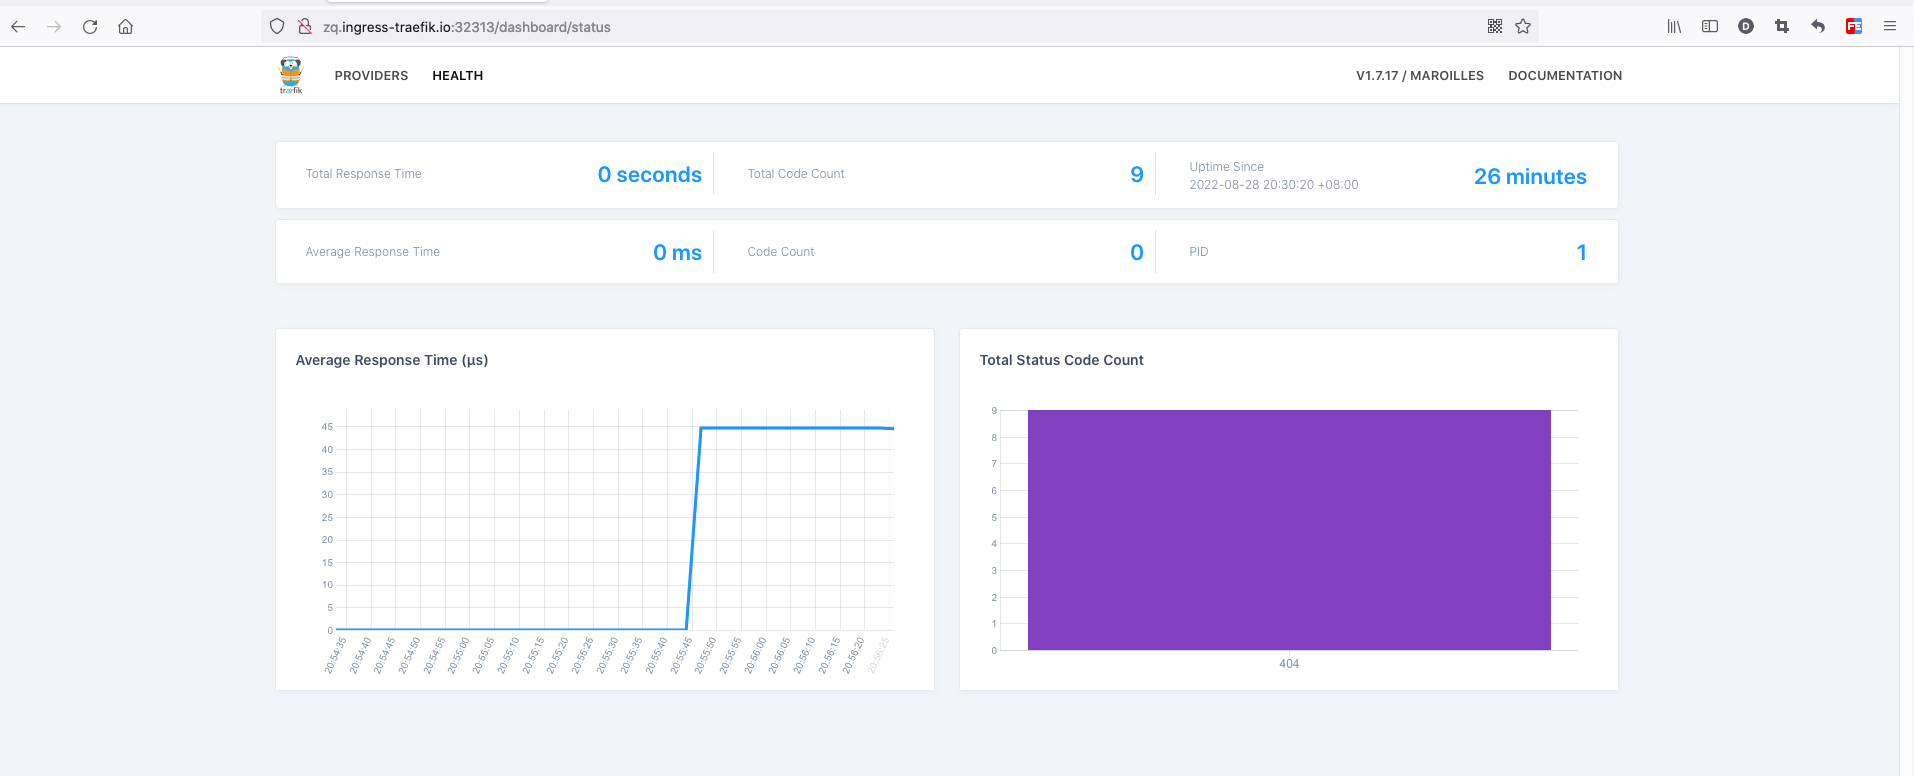 zq.ingress-traefik.io:32313/dashboard/status
D
FE
træfik
PROVIDERS
HEALTH
V1.7.17 / MAROILLES
DOCUMENTATION
Total Response Time
0 seconds
Total Code Count
9
Uptime Since
2022-08-28 20:30:20 +08:00
26 minutes
Average Response Time
0 ms
Code Count
0
PID
1
Average Response Time (µs)
45
40
35
30
25
20
15
10
5
0
20:54:35
20:54:40
20:54:45
20:54:50
20:54:55
20:55:00
20:55:05
20:55:10
20:55:15
20:55:20
20:55:25
20:55:30
20:55:35
20:55:40
20:55:45
20:55:50
20:55:55
20:56:00
20:56:05
20:56:10
20:56:15
20:56:20
20:56:25
Total Status Code Count
9
8
7
6
5
4
3
2
1
0
404